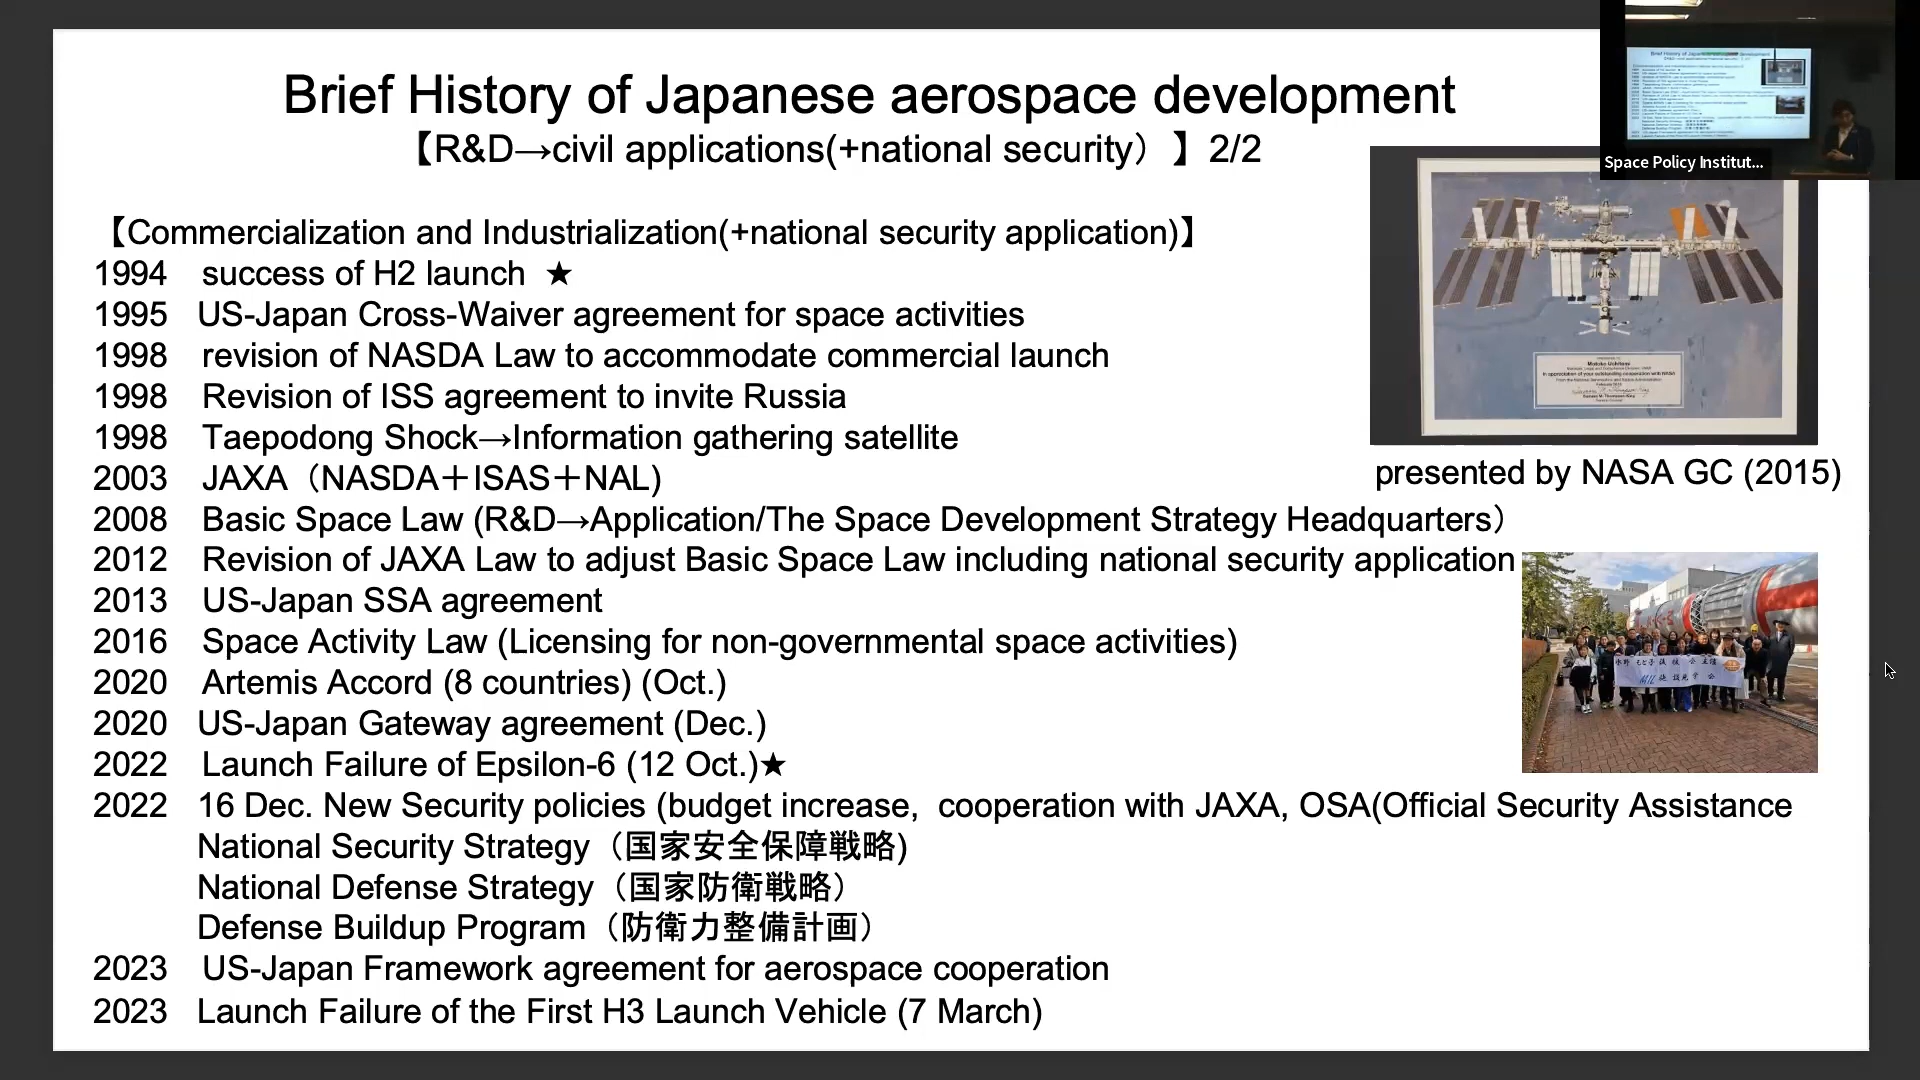 Brief History of Japanese aerospace development
【R&D→civil applications(+national security）】2/2
Space Policy Institut...
【Commercialization and Industrialization(+national security application)】
1994 success of H2 launch ★
1995 US-Japan Cross-Waiver agreement for space activities
1998 revision of NASDA Law to accommodate commercial launch
1998 Revision of ISS agreement to invite Russia
1998 Taepodong Shock→Information gathering satellite
2003 JAXA（NASDA＋ISAS＋NAL)
presented by NASA GC (2015)
2008 Basic Space Law (R&D→Application/The Space Development Strategy Headquarters）
2012 Revision of JAXA Law to adjust Basic Space Law including national security application
2013 US-Japan SSA agreement
2016 Space Activity Law (Licensing for non-governmental space activities)
2020 Artemis Accord (8 countries) (Oct.)
2020 US-Japan Gateway agreement (Dec.)
2022 Launch Failure of Epsilon-6 (12 Oct.)★
2022 16 Dec. New Security policies (budget increase, cooperation with JAXA, OSA(Official Security Assistance
National Security Strategy（国家安全保障戦略)
National Defense Strategy（国家防衛戦略）
Defense Buildup Program（防衛力整備計画）
2023 US-Japan Framework agreement for aerospace cooperation
2023 Launch Failure of the First H3 Launch Vehicle (7 March)